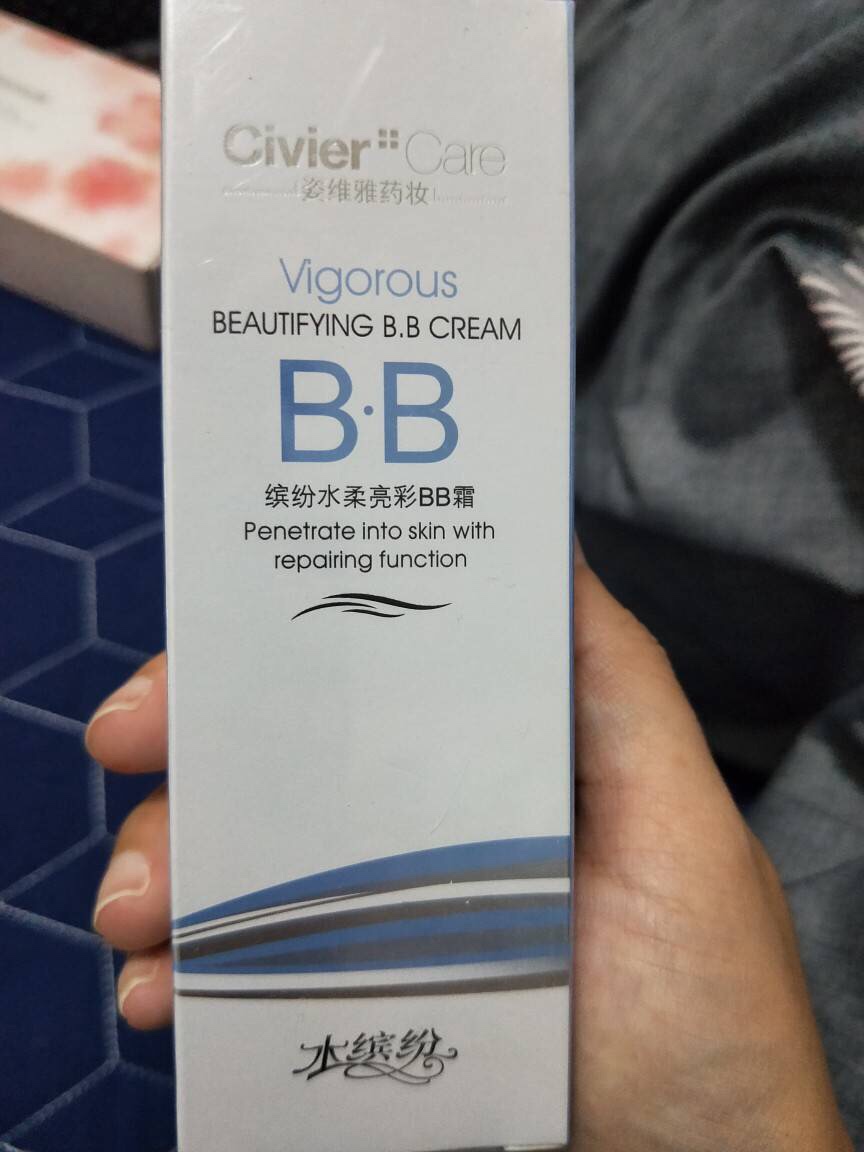 Civier Care
姿维雅药妆
Vigorous
BEAUTIFYING B.B CREAM
B·B
缤纷水柔亮彩BB霜
Penetrate into skin with
repairing function
水缤纷